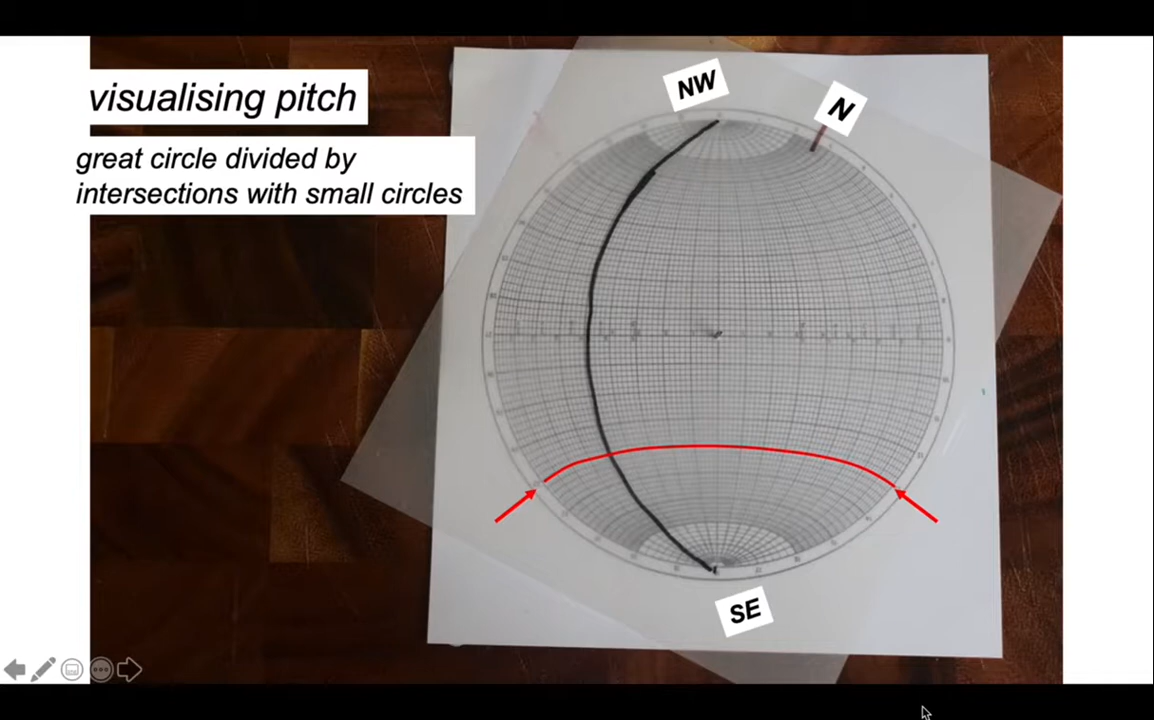 visualising pitch
great circle divided by
intersections with small circles
NW
N
SE